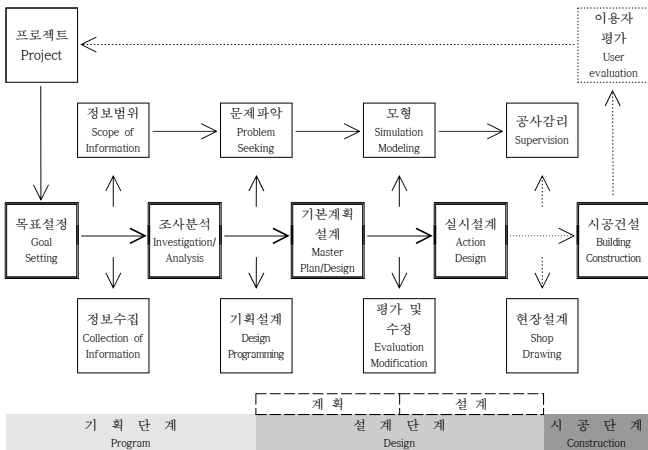 프로젝트
Project
이용자
평가
User
evaluation
정보범위
Scope of
Information
문제파악
Problem
Seeking
모형
Simulation
Modeling
공사감리
Supervision
목표설정
Goal
Setting
조사분석
Investigation/
Analysis
기본계획
설계
Master
Plan/Design
실시설계
Action
Design
시공건설
Building
Construction
정보수집
Collection of
Information
기획설계
Design
Programming
평가 및
수정
Evaluation
Modification
현장설계
Shop
Drawing
계 획
설 계
기 획 단 계
Program
설 계 단 계
Design
시 공 단 계
Construction